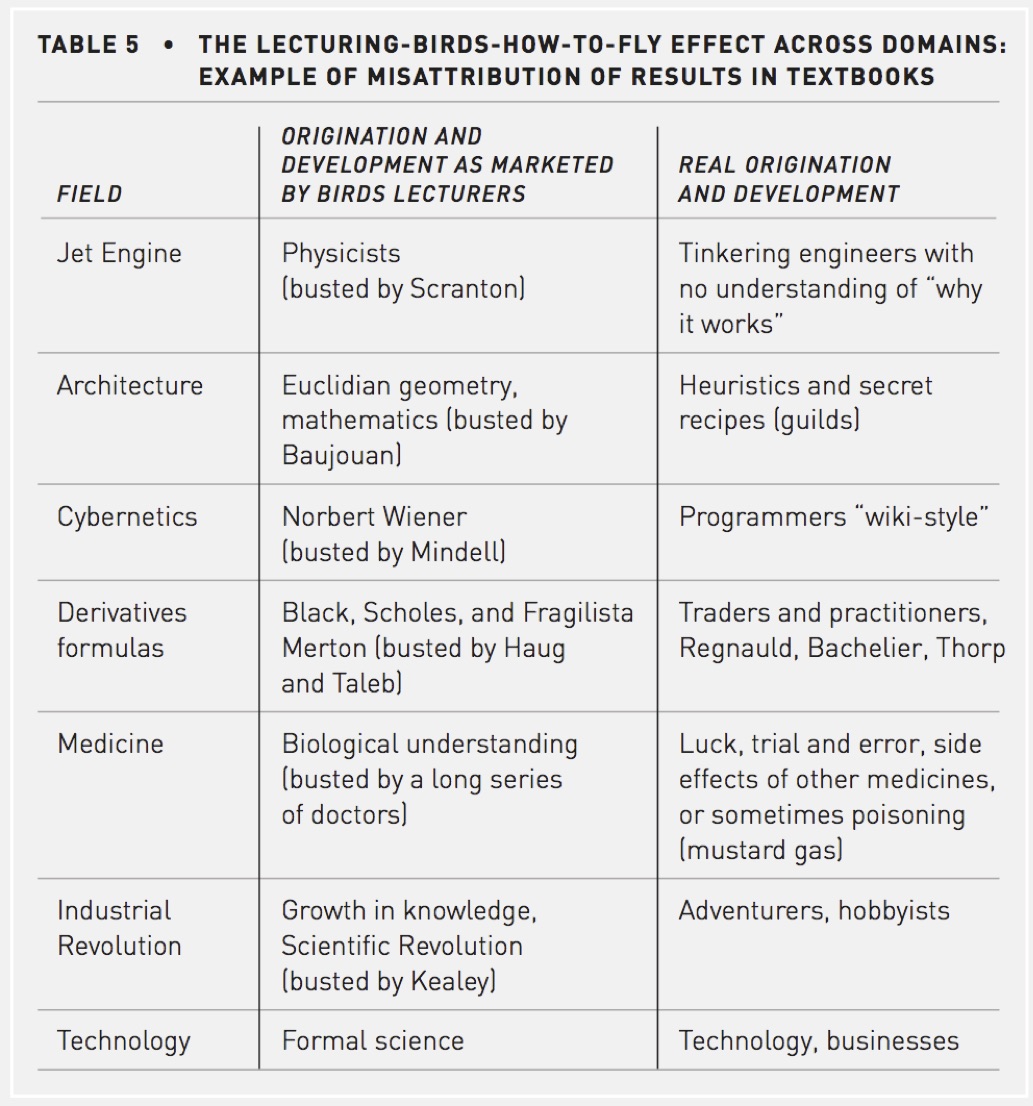 TABLE 5 • THE LECTURING-BIRDS-HOW-TO-FLY EFFECT ACROSS DOMAINS:
EXAMPLE OF MISATTRIBUTION OF RESULTS IN TEXTBOOKS
FIELD
ORIGINATION AND
DEVELOPMENT AS MARKETED
BY BIRDS LECTURERS
REAL ORIGINATION
AND DEVELOPMENT
Jet Engine
Physicists
(busted by Scranton)
Tinkering engineers with
no understanding of “why
it works”
Architecture
Euclidian geometry,
mathematics (busted by
Baujouan)
Heuristics and secret
recipes (guilds)
Cybernetics
Norbert Wiener
(busted by Mindell)
Programmers “wiki-style”
Derivatives
formulas
Black, Scholes, and Fragilista
Merton (busted by Haug
and Taleb)
Traders and practitioners,
Regnauld, Bachelier, Thorp
Medicine
Biological understanding
(busted by a long series
of doctors)
Luck, trial and error, side
effects of other medicines,
or sometimes poisoning
(mustard gas)
Industrial
Revolution
Growth in knowledge,
Scientific Revolution
(busted by Kealey)
Adventurers, hobbyists
Technology
Formal science
Technology, businesses